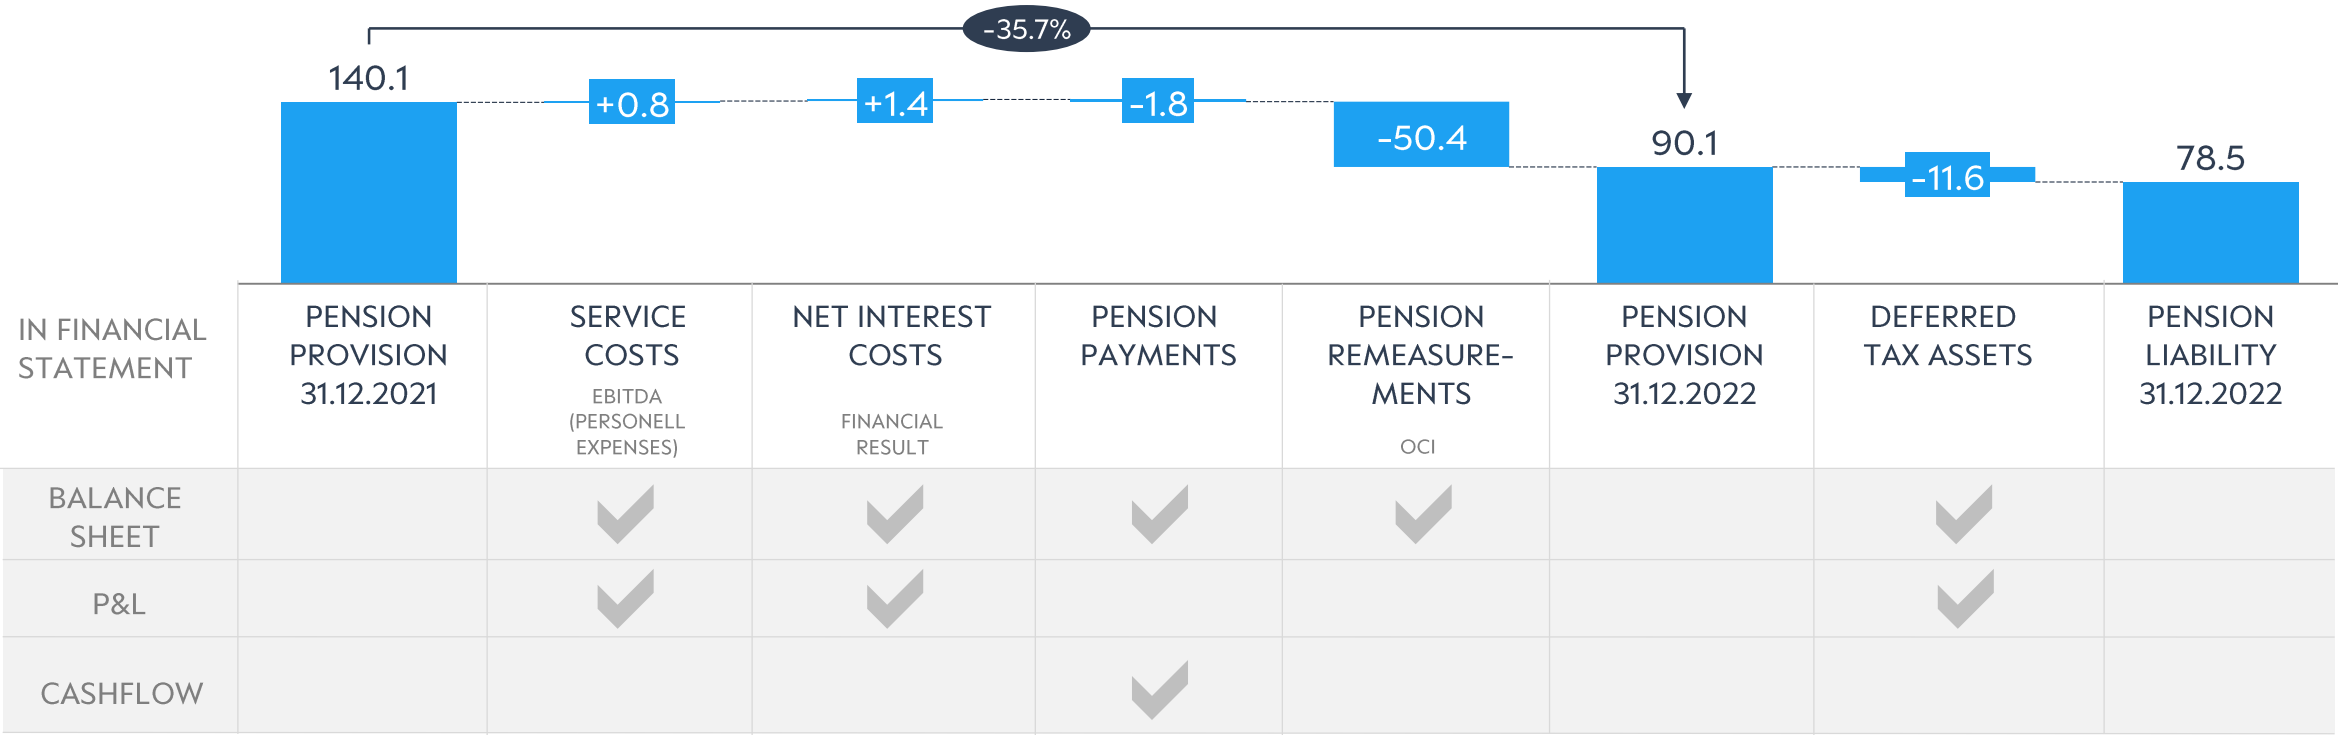 -35.7%
140.1
+0.8
+1.4
-1.8
-50.4
90.1
-11.6
78.5
IN FINANCIAL
STATEMENT
PENSION
PROVISION
31.12.2021
SERVICE
COSTS
EBITDA
(PERSONELL
EXPENSES)
NET INTEREST
COSTS
FINANCIAL
RESULT
PENSION
PAYMENTS
PENSION
REMEASURE-
MENTS
OCI
PENSION
PROVISION
31.12.2022
DEFERRED
TAX ASSETS
PENSION
LIABILITY
31.12.2022
BALANCE
SHEET
P&L
CASHFLOW